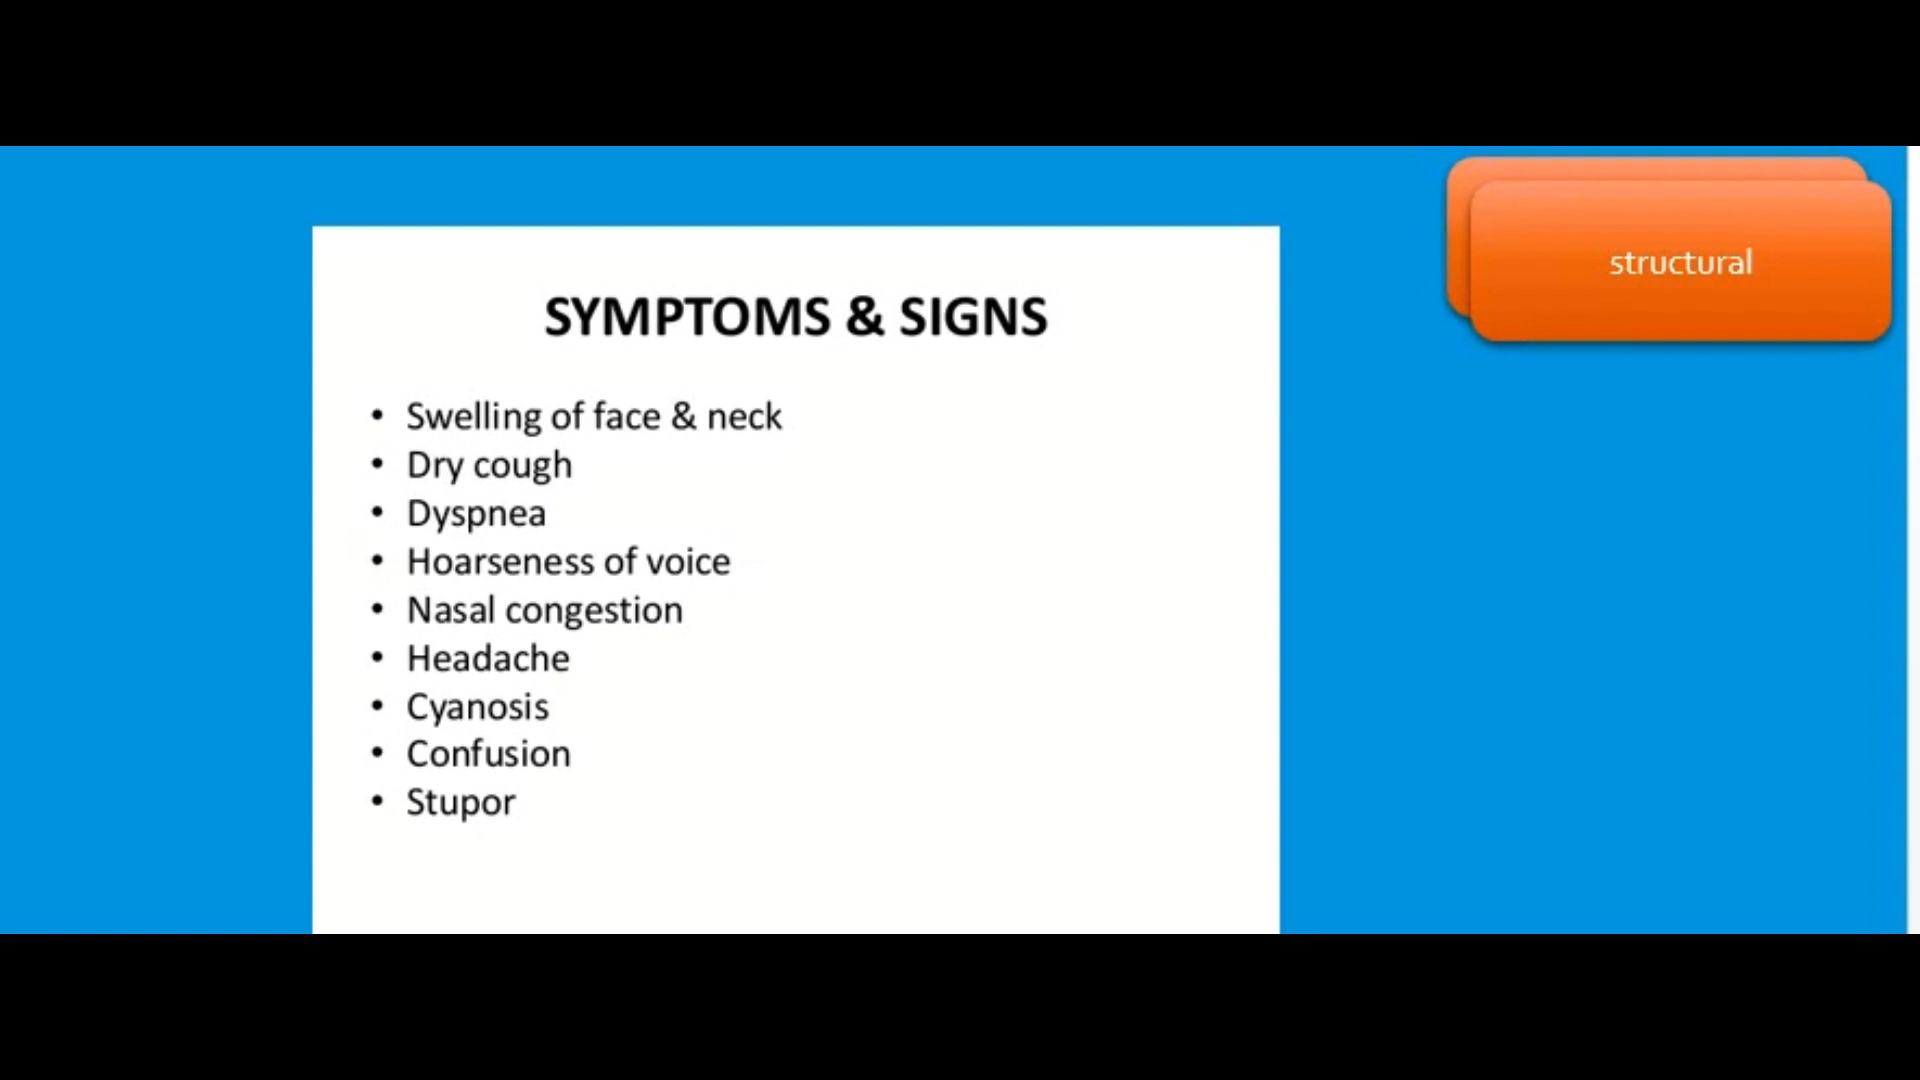 structural
SYMPTOMS & SIGNS
• Swelling of face & neck
• Dry cough
• Dyspnea
• Hoarseness of voice
• Nasal congestion
• Headache
• Cyanosis
• Confusion
• Stupor